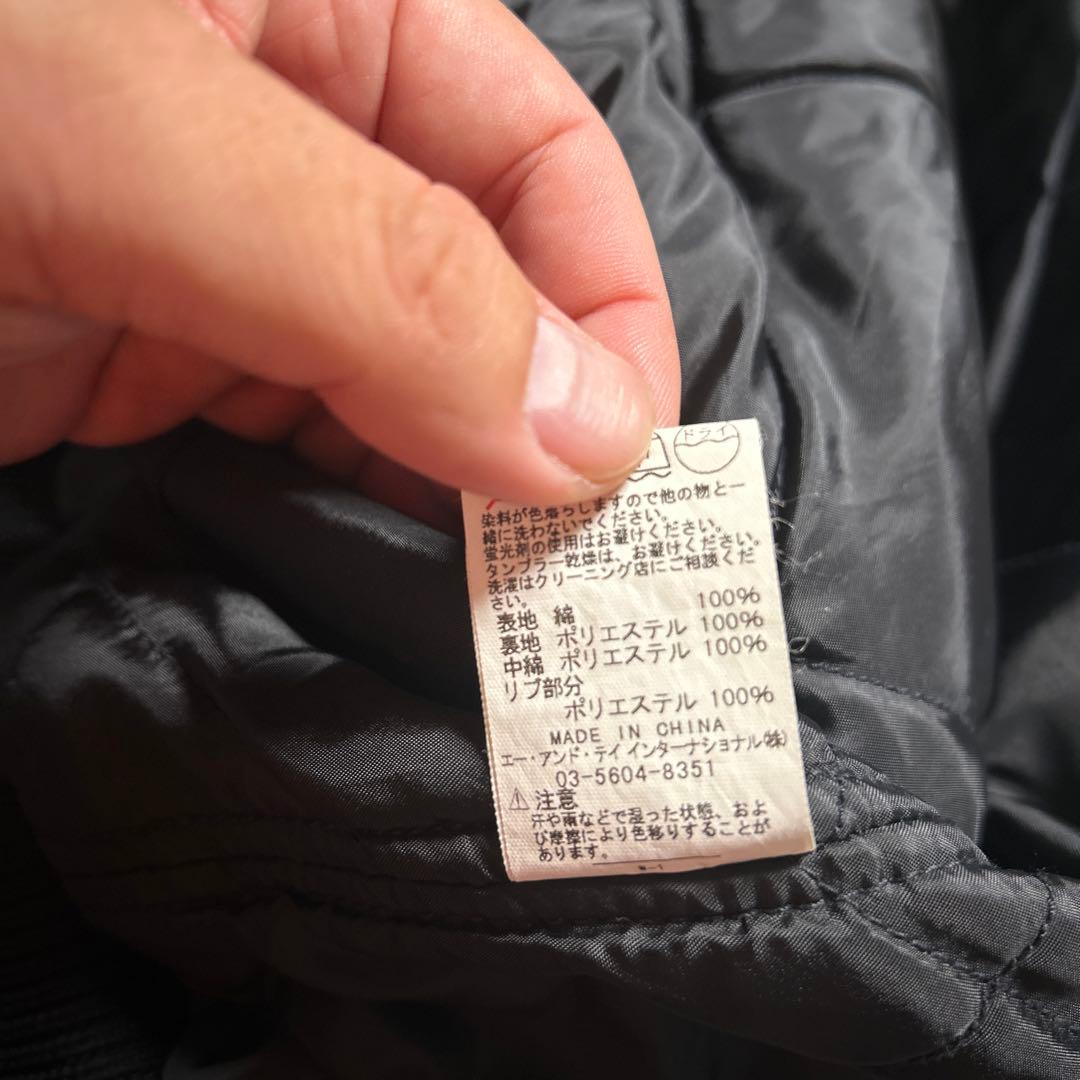 ドライ
染料が色落ちしますので他の物と一
緒に洗わないでください。
蛍光剤の使用はお避けください。
タンブラー乾燥は、お避けください。
洗濯はクリーニング店にご相談くだ
さい。
表地 綿 100%
裏地 ポリエステル 100%
中綿 ポリエステル 100%
リブ部分
ポリエステル 100%
MADE IN CHINA
エー・アンド・テイインターナショナル㈱
03-5604-8351
注意
汗や雨などで湿った状態、およ
び摩擦により色移りすることが
あります。